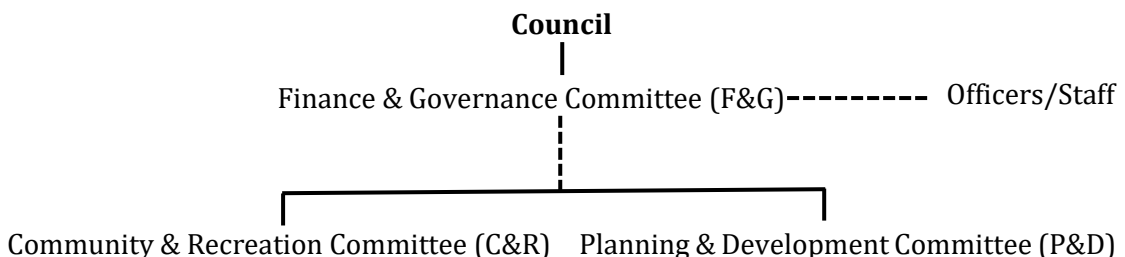 Council
Finance & Governance Committee (F&G)
Officers/Staff
Community & Recreation Committee (C&R)
Planning & Development Committee (P&D)